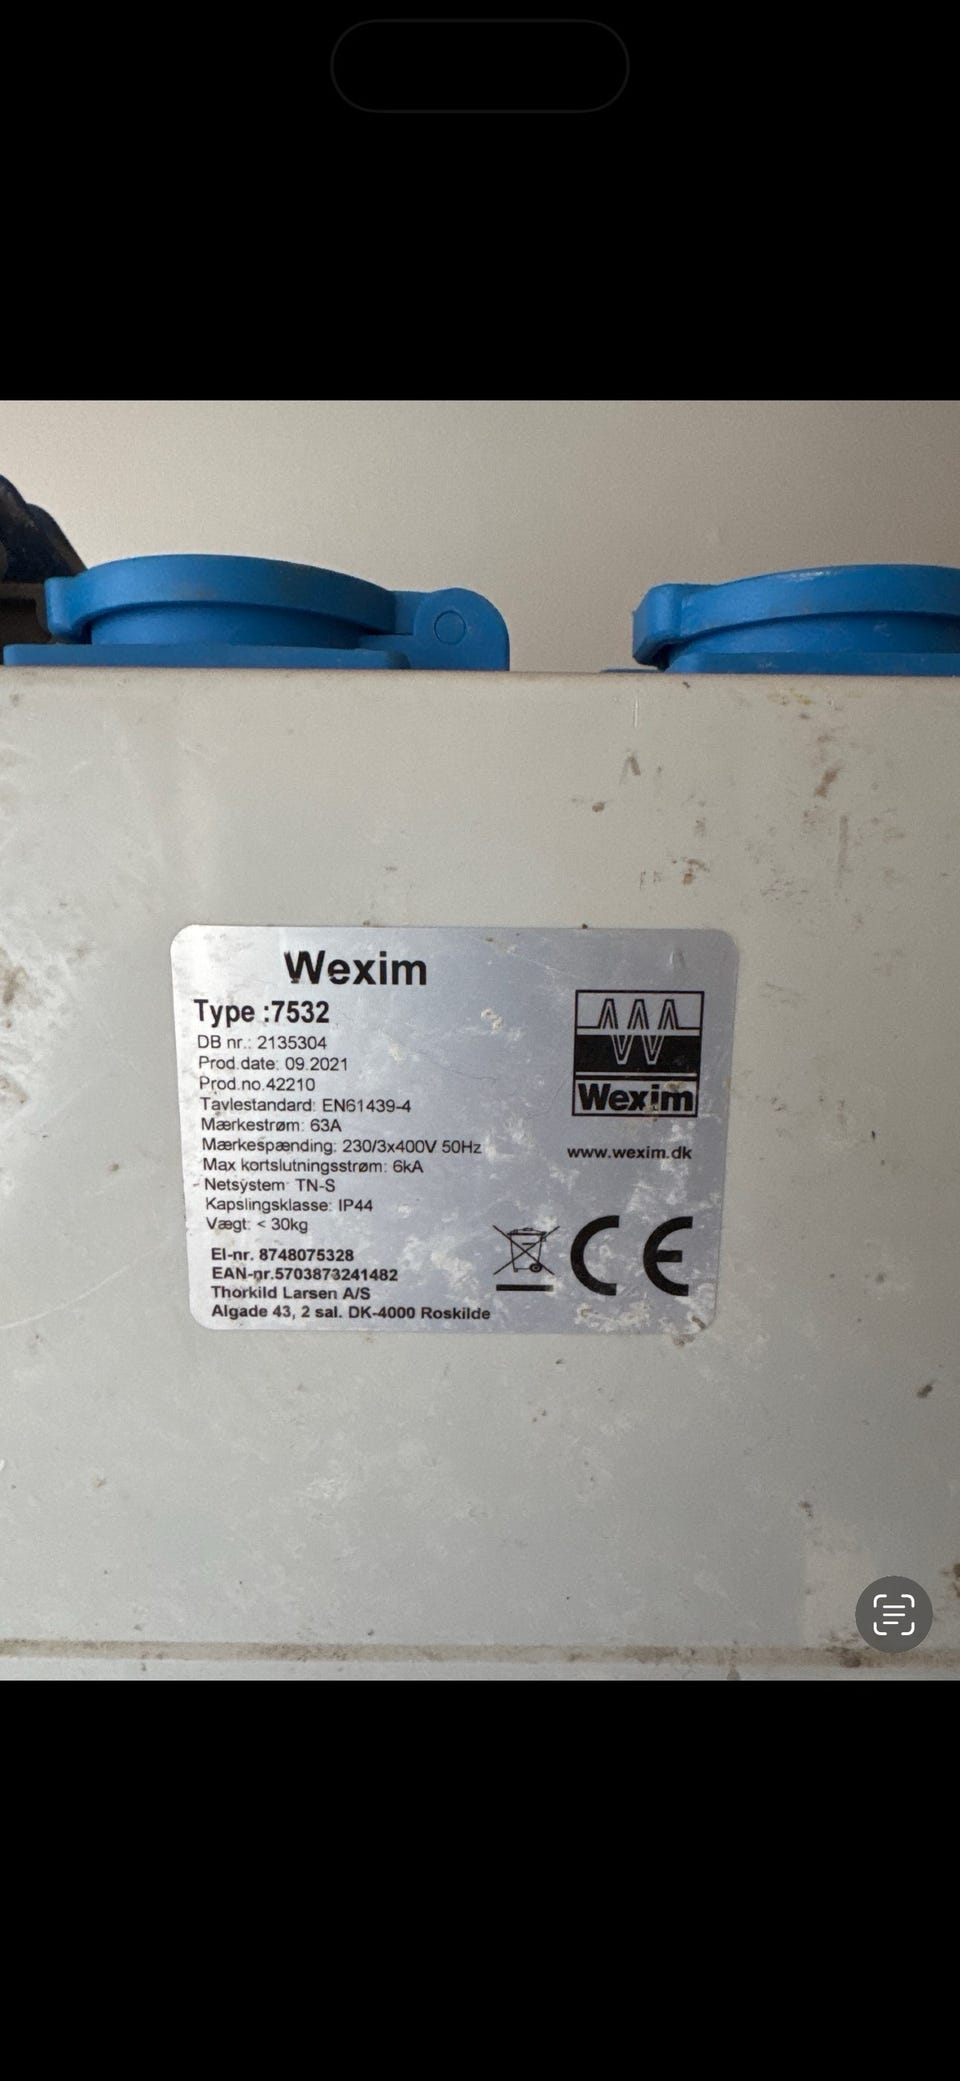 Wexim
Type :7532
DB nr.: 2135304
Prod.date: 09.2021
Prod.no.42210
Tavlestandard: EN61439-4
Mærkestrøm: 63A
Mærkespænding: 230/3x400V 50Hz
Max kortslutningsstrøm: 6kA
Netsystem: TN-S
Kapslingsklasse: IP44
Vægt: < 30kg
El-nr. 8748075328
EAN-nr.5703873241482
Thorkild Larsen A/S
Algade 43, 2 sal. DK-4000 Roskilde
Wexim
www.wexim.dk
CE